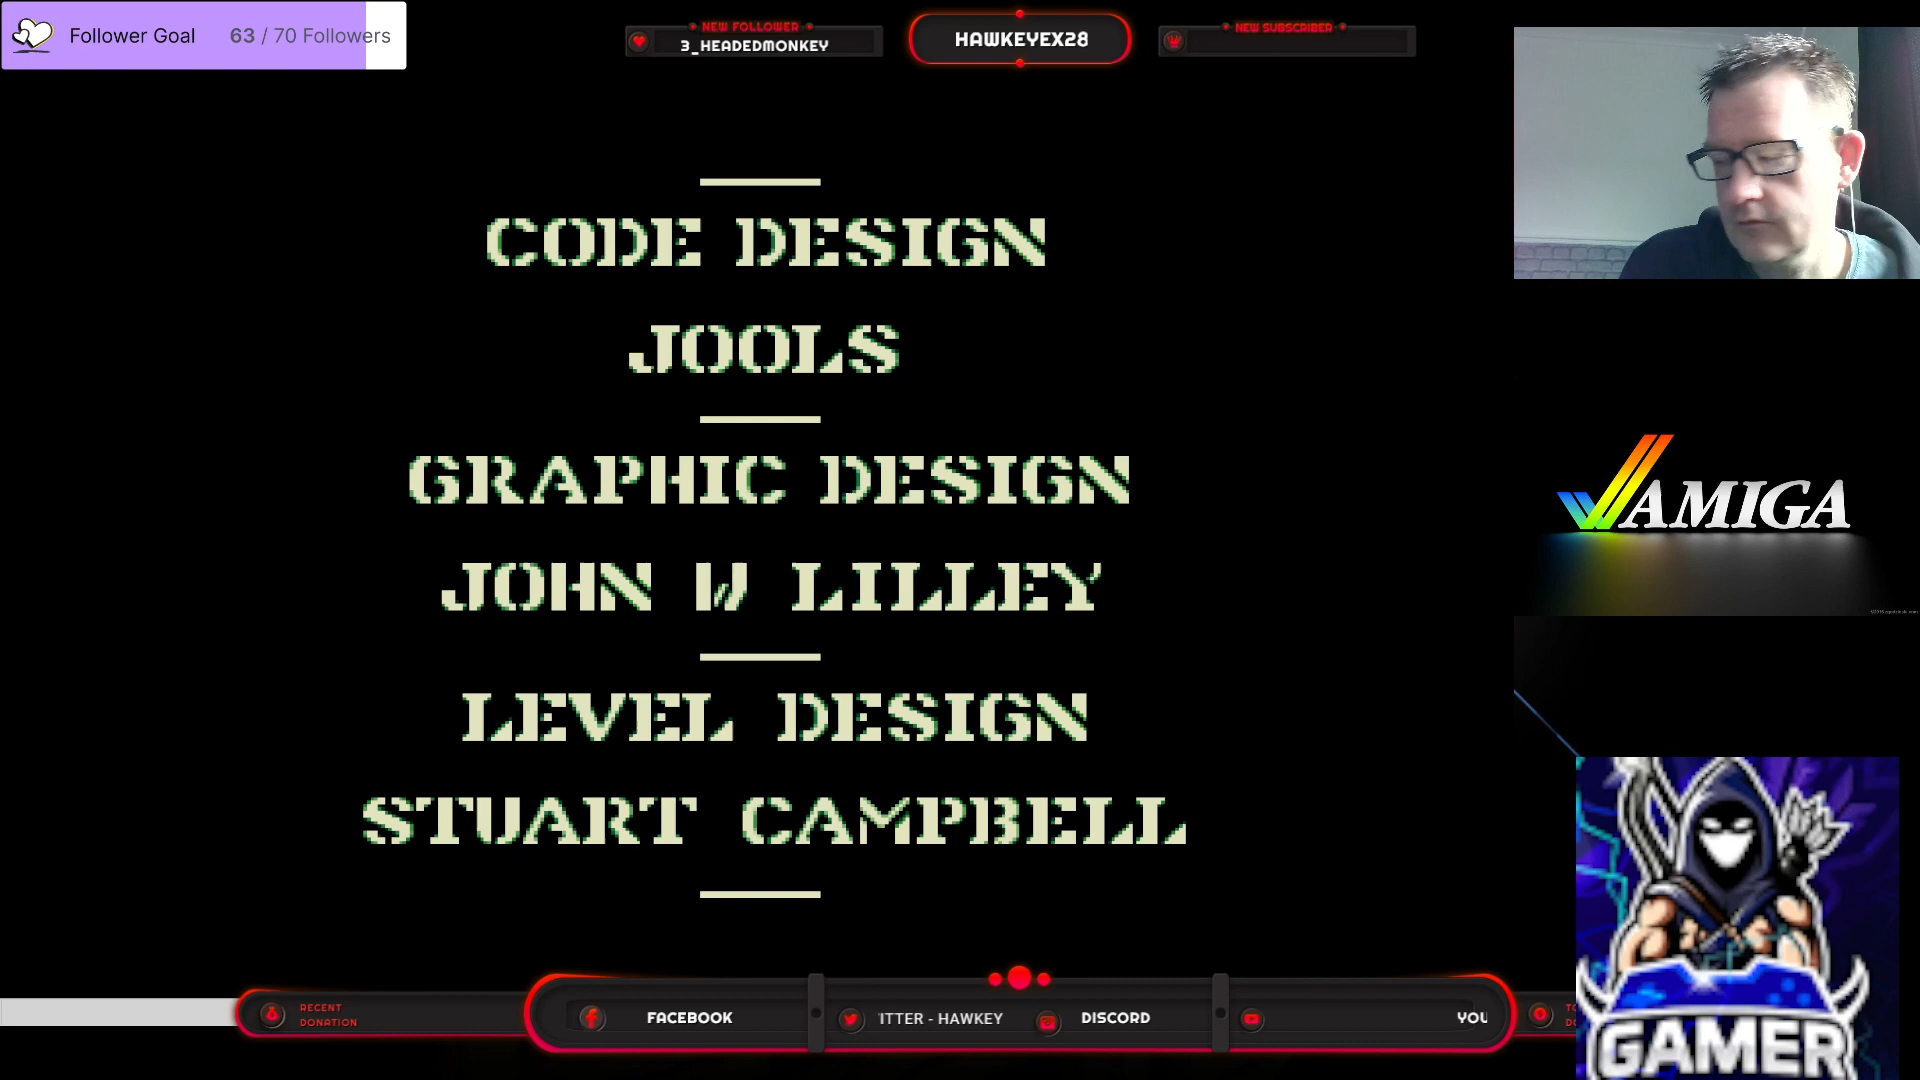 Follower Goal 63 / 70 Followers
NEW FOLLOWER
3_HEADEDMONKEY
HAWKEYEX28
NEW SUBSCRIBER
CODE DESIGN
JOOLS
GRAPHIC DESIGN
JOHN W LILLEY
LEVEL DESIGN
STUART CAMPBELL
AMIGA
RECENT
DONATION
FACEBOOK
ITTER - HAWKEY
DISCORD
YOU
GAMER